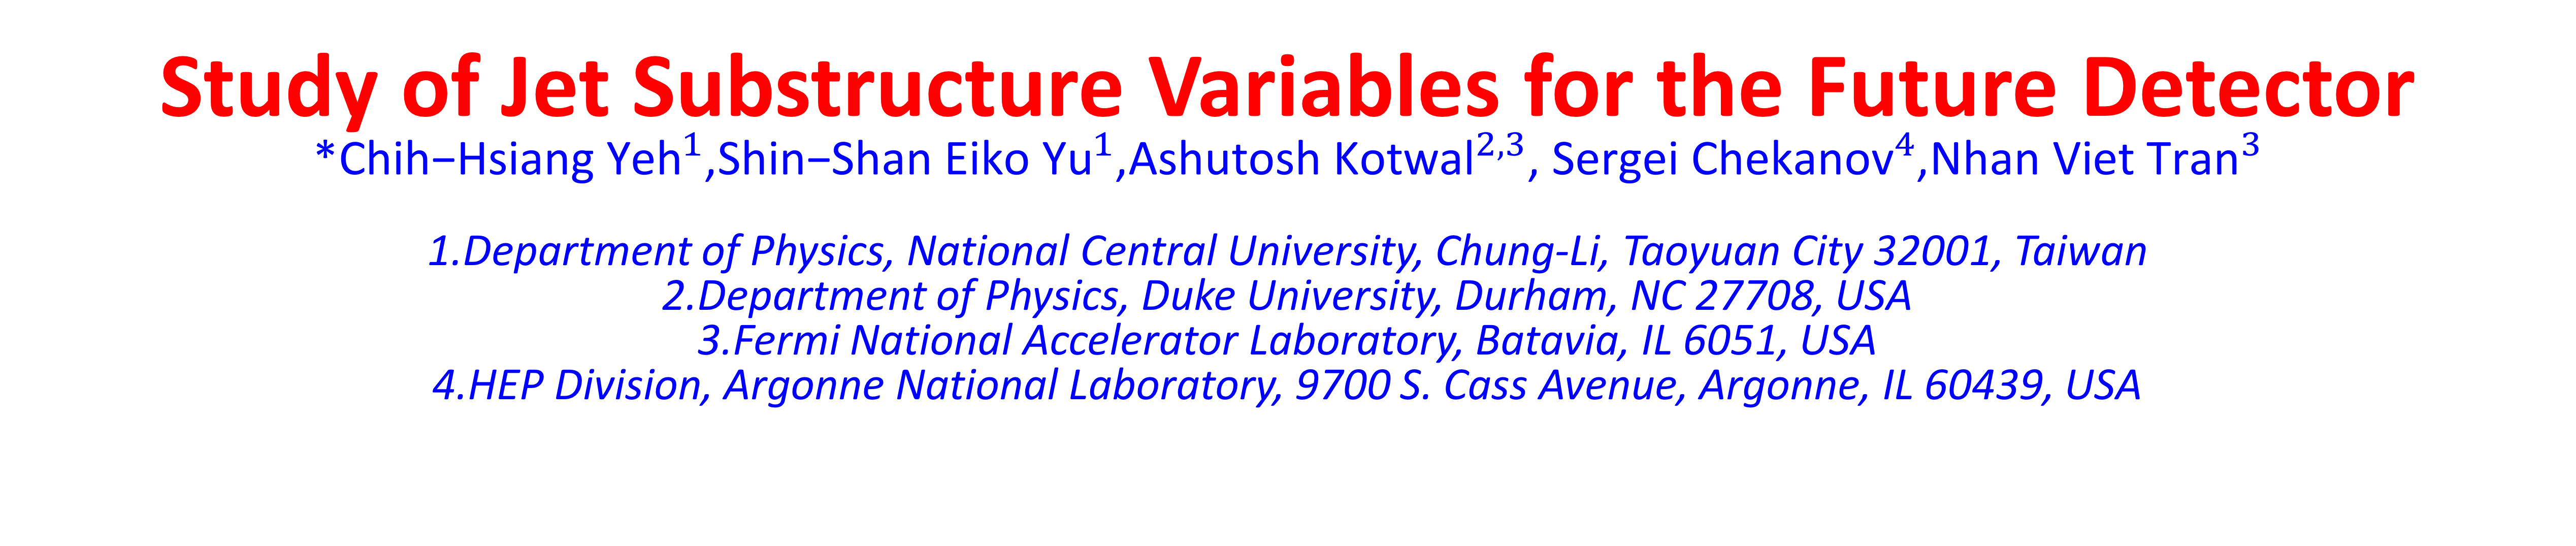 Study of Jet Substructure Variables for the Future Detector
*Chih−Hsiang Yeh¹,Shin−Shan Eiko Yu¹,Ashutosh Kotwal²,³, Sergei Chekanov⁴,Nhan Viet Tran³
1.Department of Physics, National Central University, Chung-Li, Taoyuan City 32001, Taiwan
2.Department of Physics, Duke University, Durham, NC 27708, USA
3.Fermi National Accelerator Laboratory, Batavia, IL 6051, USA
4.HEP Division, Argonne National Laboratory, 9700 S. Cass Avenue, Argonne, IL 60439, USA